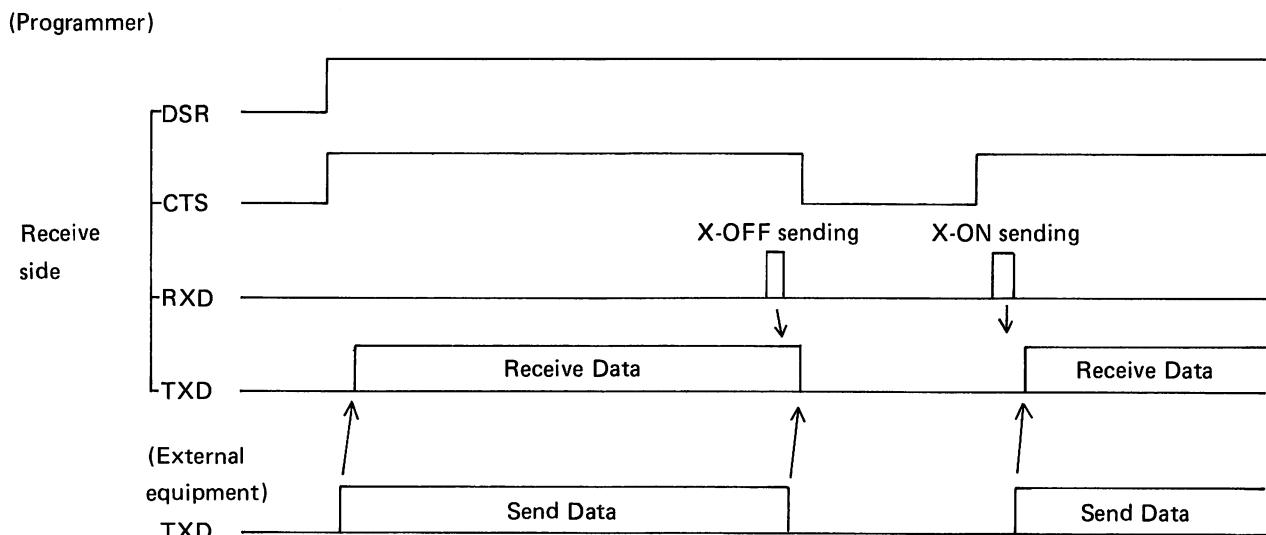 (Programmer)
DSR
CTS
Receive
side
X-OFF sending
X-ON sending
RXD
Receive Data
Receive Data
TXD
(External
equipment)
Send Data
Send Data
TXD